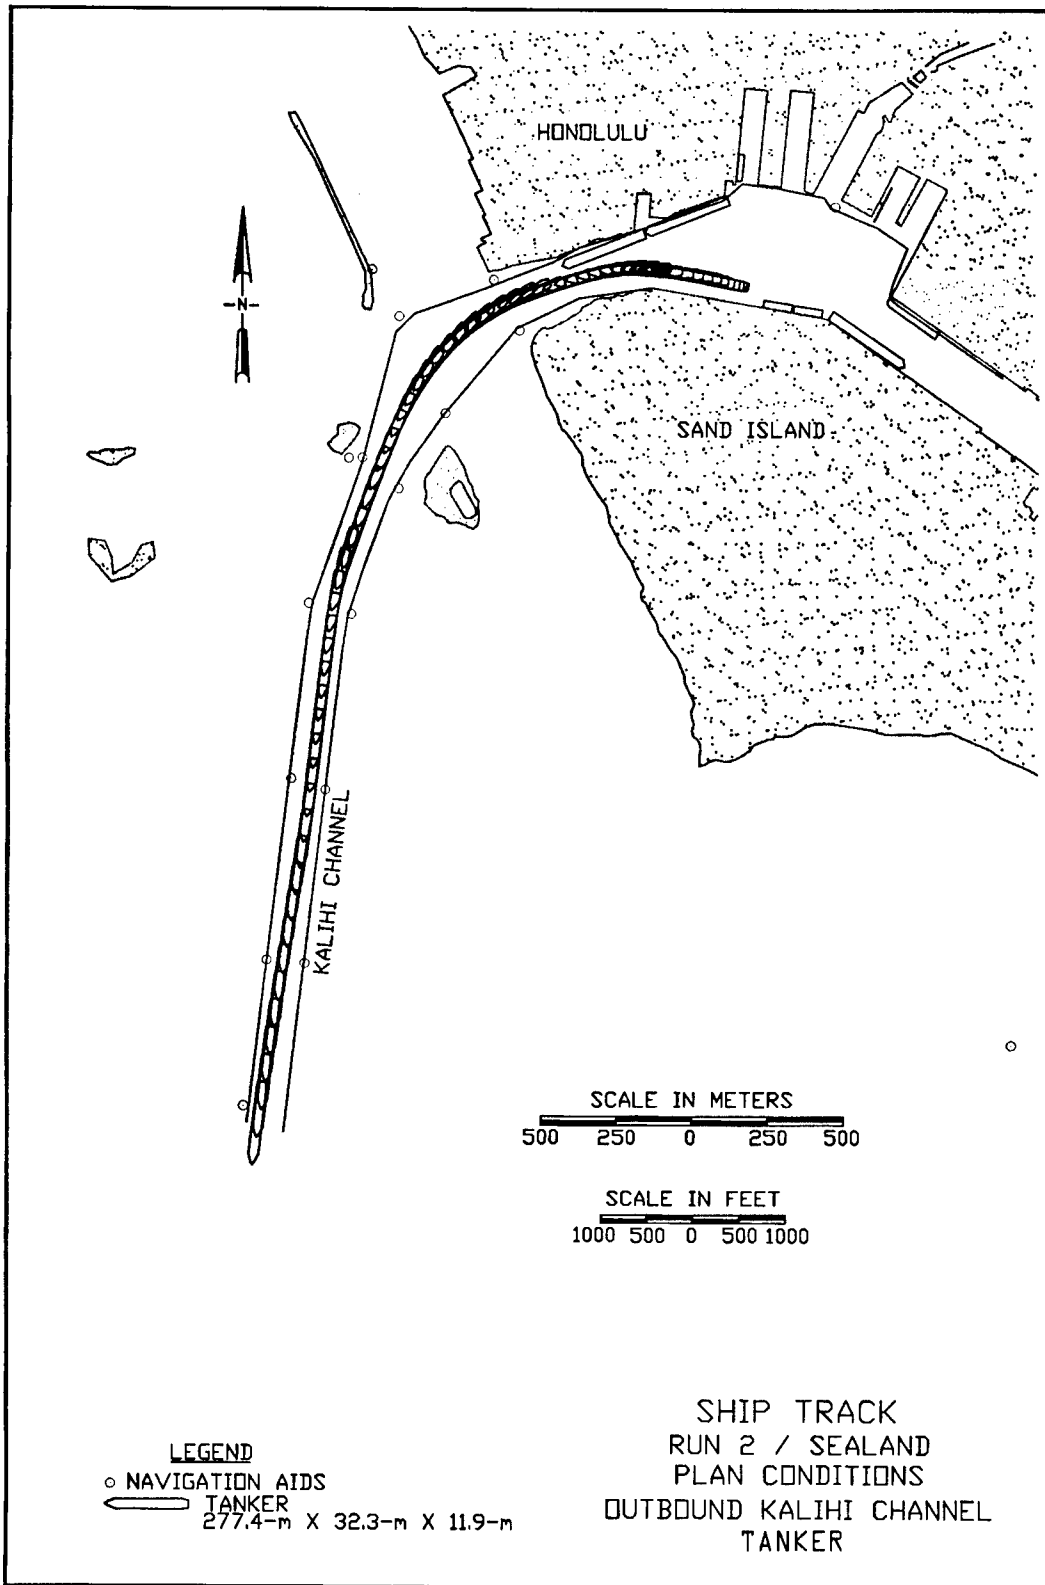 HONOLULU
-N-
SAND ISLAND
KALIHI CHANNEL
SCALE IN METERS
500 250 0 250 500
SCALE IN FEET
1000 500 0 500 1000
SHIP TRACK
RUN 2 / SEALAND
PLAN CONDITIONS
OUTBOUND KALIHI CHANNEL
TANKER
LEGEND
NAVIGATION AIDS
TANKER
277.4-m X 32.3-m X 11.9-m